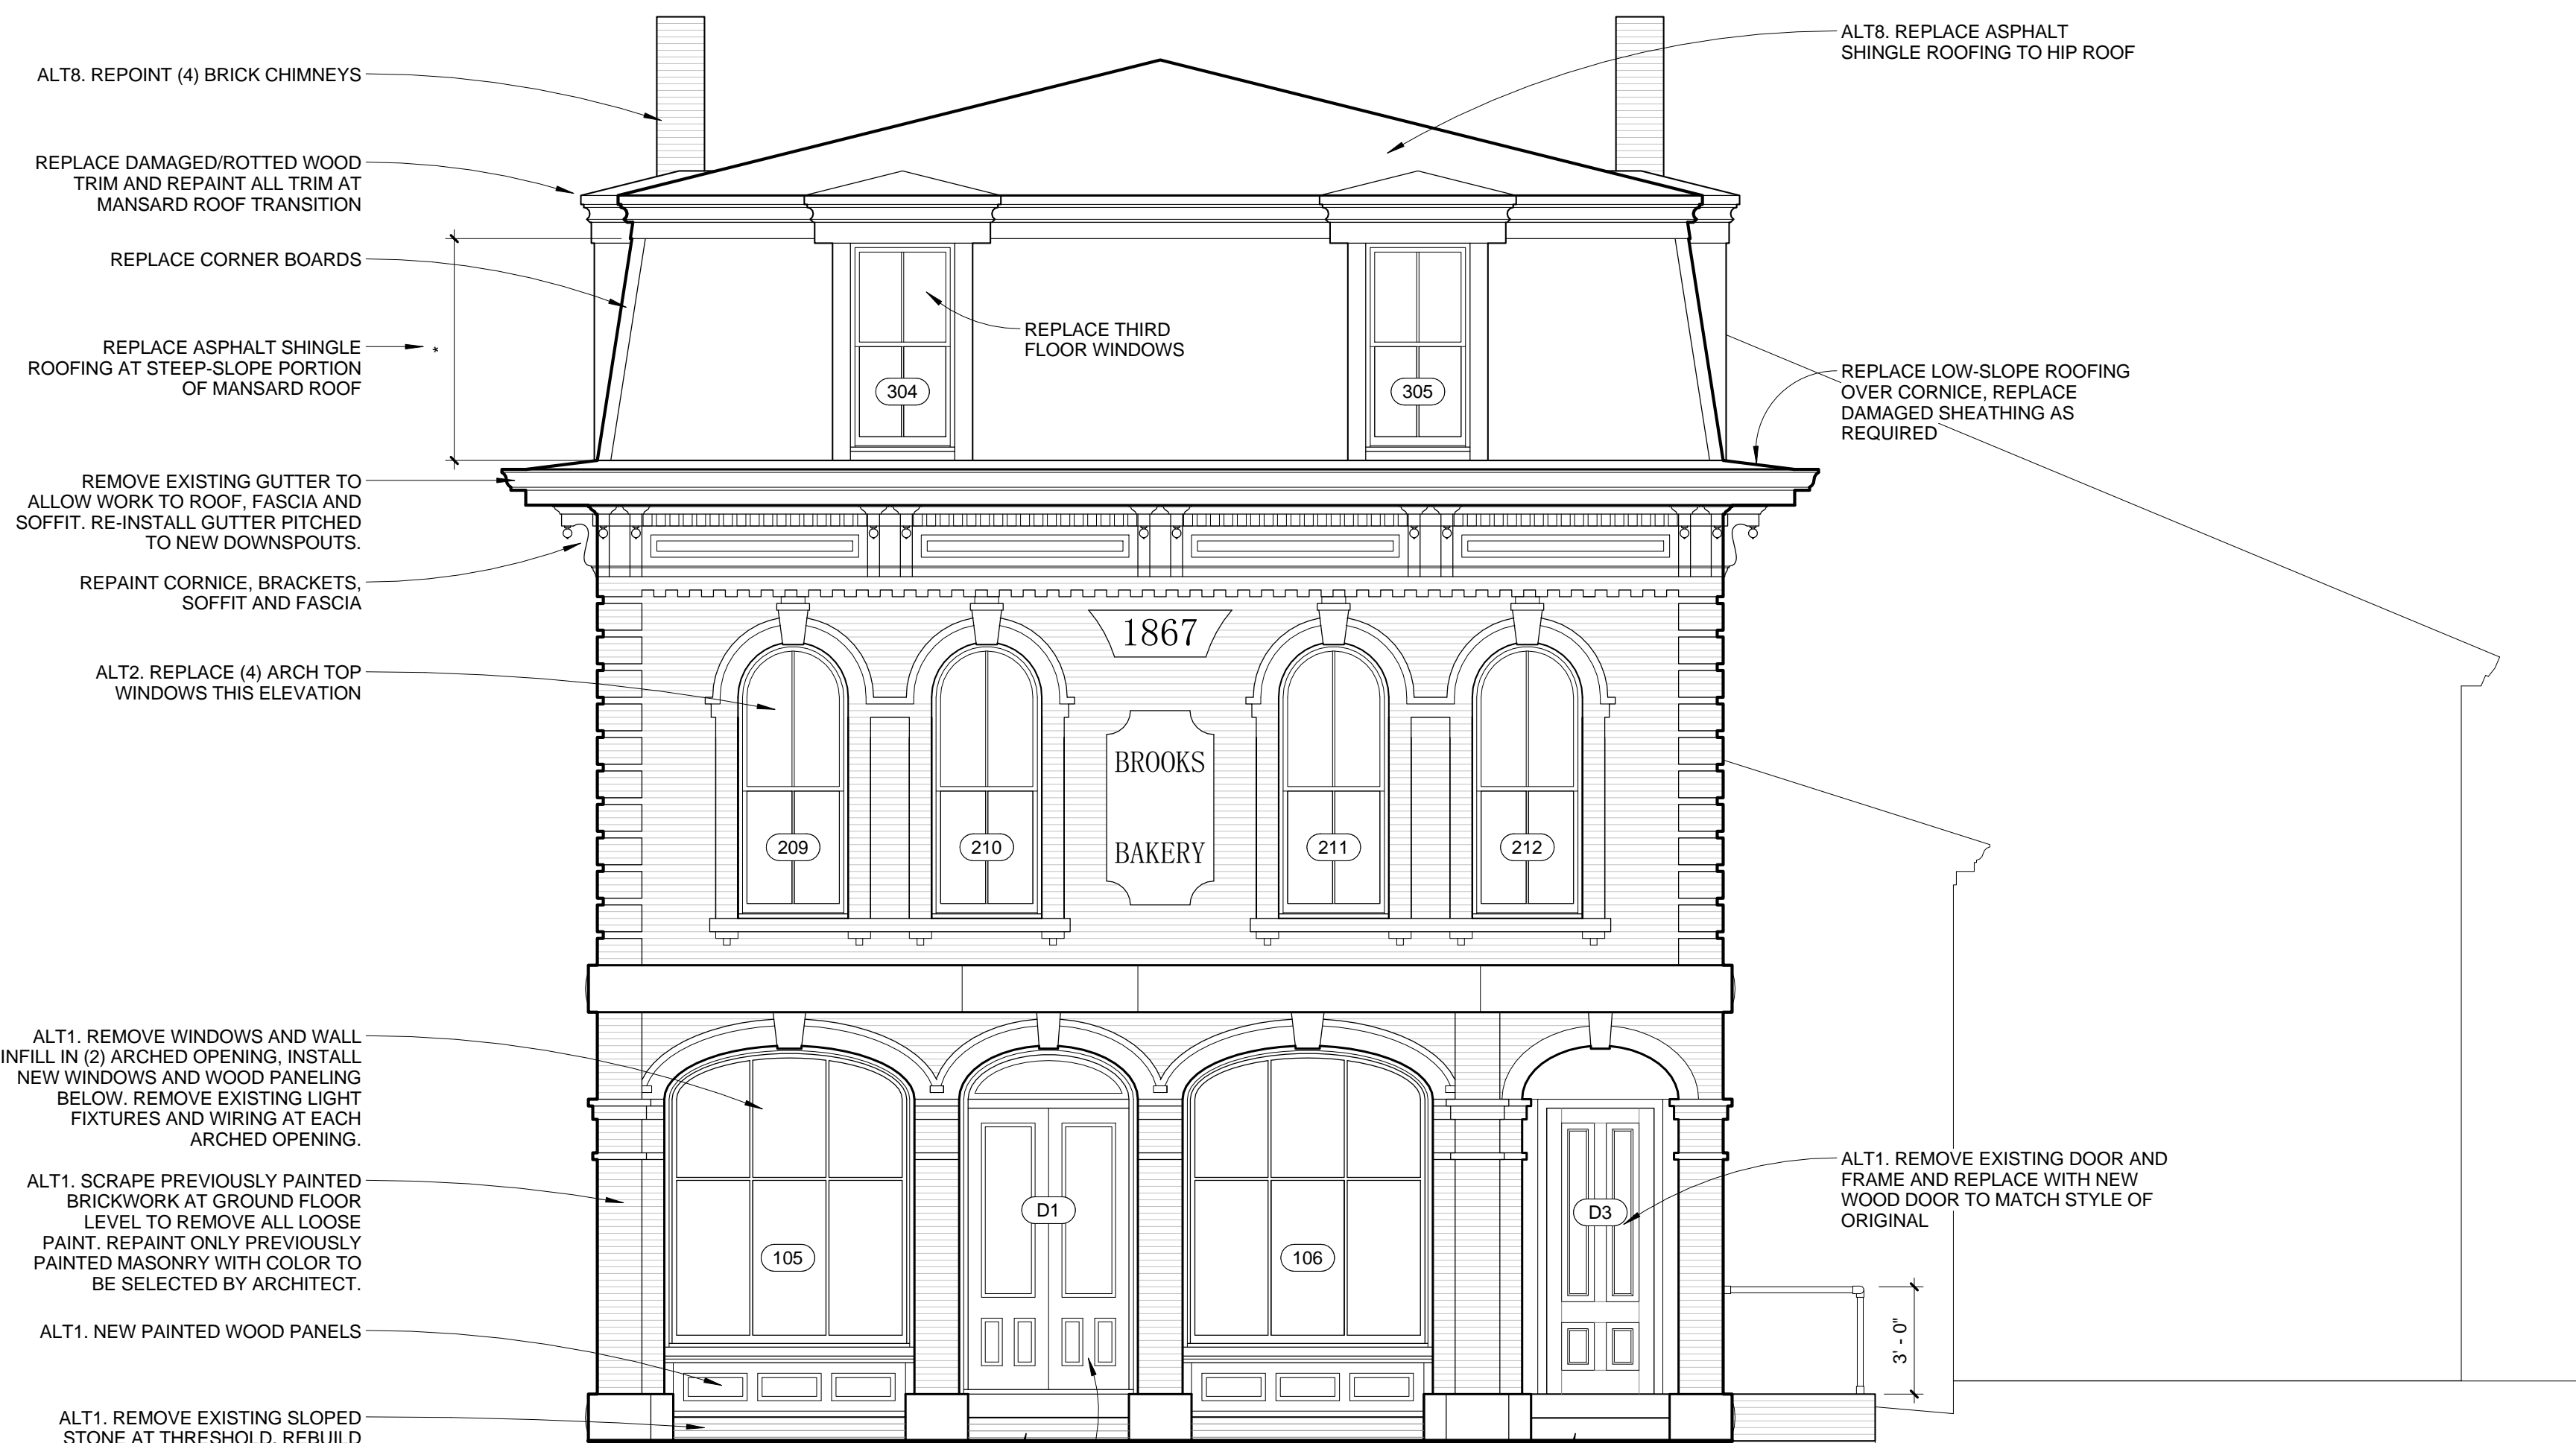 ALT8. REPOINT (4) BRICK CHIMNEYS
REPLACE DAMAGED/ROTTED WOOD
TRIM AND REPAINT ALL TRIM AT
MANSARD ROOF TRANSITION
REPLACE CORNER BOARDS
REPLACE ASPHALT SHINGLE
ROOFING AT STEEP-SLOPE PORTION
OF MANSARD ROOF
*
REMOVE EXISTING GUTTER TO
ALLOW WORK TO ROOF, FASCIA AND
SOFFIT. RE-INSTALL GUTTER PITCHED
TO NEW DOWNSPOUTS.
REPAINT CORNICE, BRACKETS,
SOFFIT AND FASCIA
ALT2. REPLACE (4) ARCH TOP
WINDOWS THIS ELEVATION
ALT1. REMOVE WINDOWS AND WALL
INFILL IN (2) ARCHED OPENING, INSTALL
NEW WINDOWS AND WOOD PANELING
BELOW. REMOVE EXISTING LIGHT
FIXTURES AND WIRING AT EACH
ARCHED OPENING.
ALT1. SCRAPE PREVIOUSLY PAINTED
BRICKWORK AT GROUND FLOOR
LEVEL TO REMOVE ALL LOOSE
PAINT. REPAINT ONLY PREVIOUSLY
PAINTED MASONRY WITH COLOR TO
BE SELECTED BY ARCHITECT.
ALT1. NEW PAINTED WOOD PANELS
ALT1. REMOVE EXISTING SLOPED
STONE AT THRESHOLD. REBUILD
REPLACE THIRD
FLOOR WINDOWS
304
305
1867
BROOKS
BAKERY
209
210
211
212
105
D1
106
D3
ALT8. REPLACE ASPHALT
SHINGLE ROOFING TO HIP ROOF
REPLACE LOW-SLOPE ROOFING
OVER CORNICE, REPLACE
DAMAGED SHEATHING AS
REQUIRED
ALT1. REMOVE EXISTING DOOR AND
FRAME AND REPLACE WITH NEW
WOOD DOOR TO MATCH STYLE OF
ORIGINAL
3' - 0"